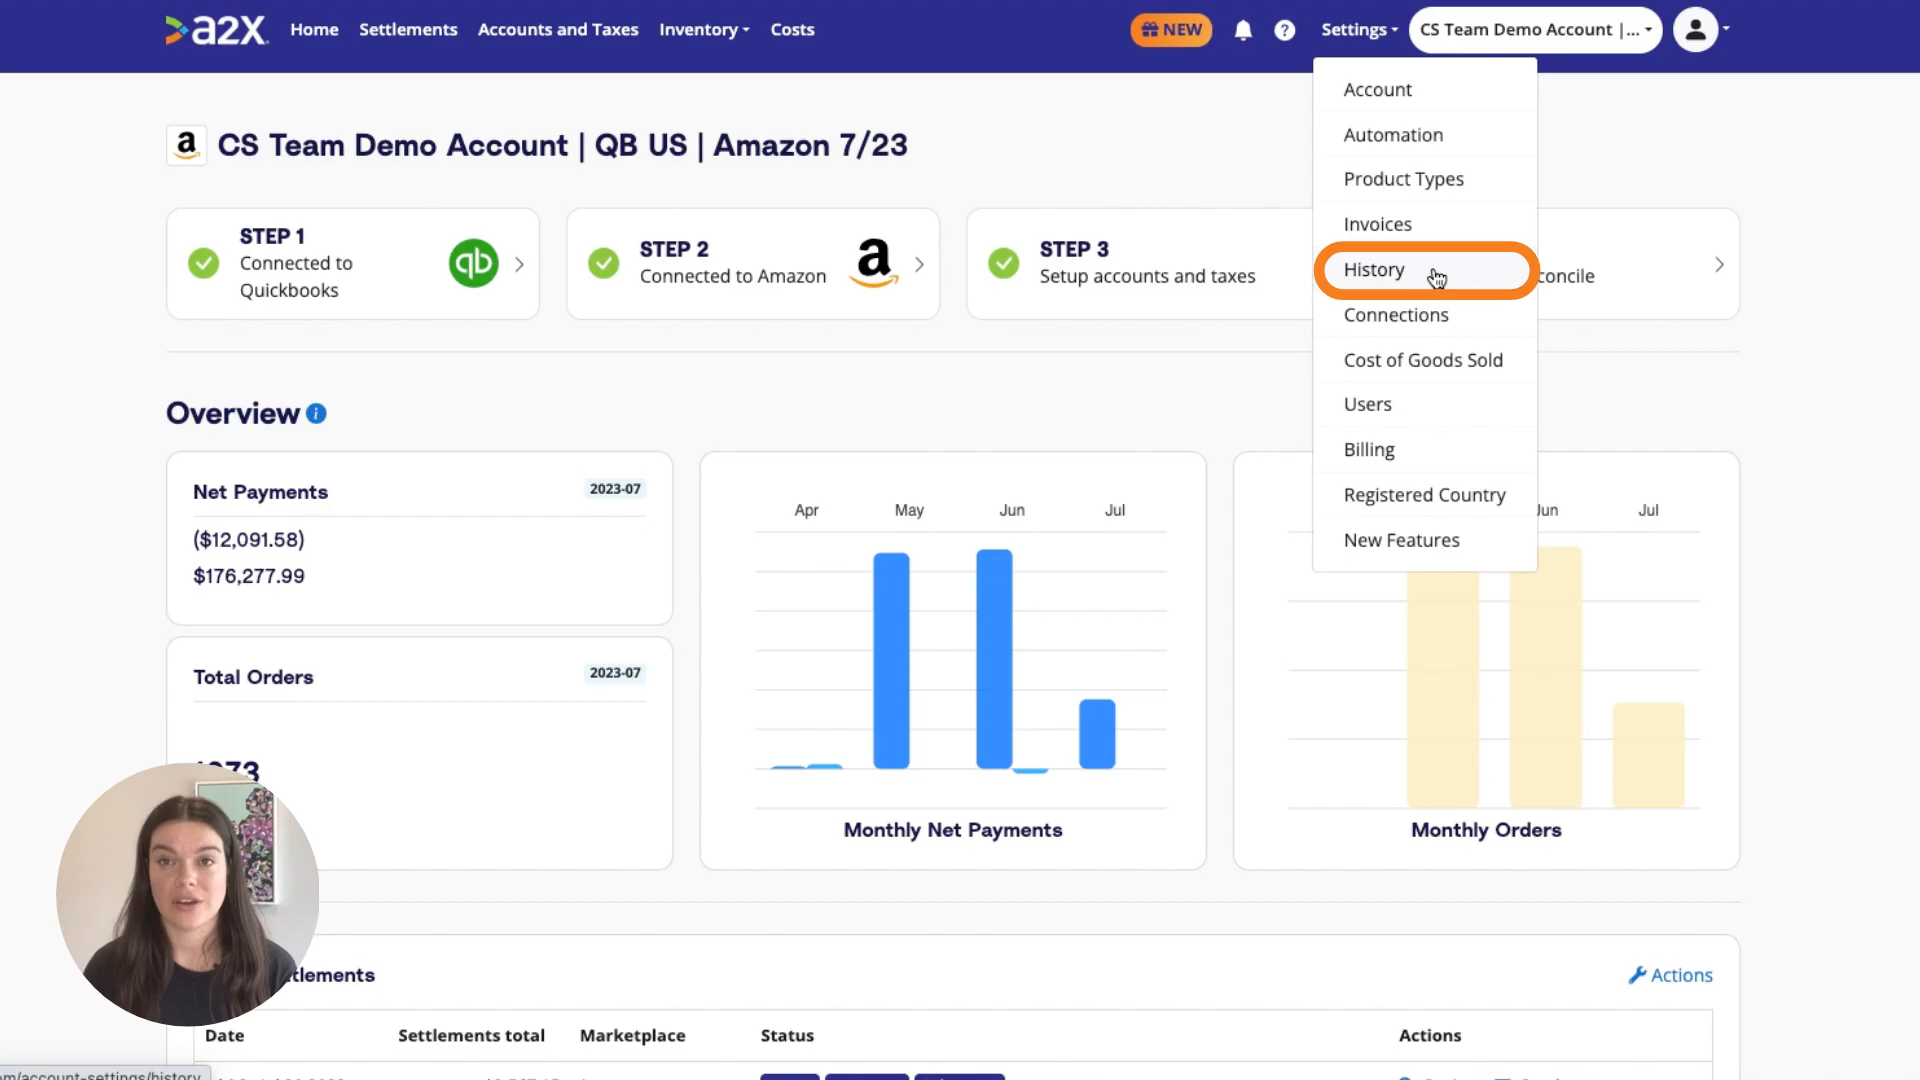 a2x Home Settlements Accounts and Taxes Inventory Costs NEW ? Settings CS Team Demo Account |...
Account
Automation
Product Types
Invoices
History
Connections
Cost of Goods Sold
Users
Billing
Registered Country
New Features
a CS Team Demo Account | QB US | Amazon 7/23
STEP 1
Connected to
Quickbooks
qb
STEP 2
Connected to Amazon
a
STEP 3
Setup accounts and taxes
Overview i
Net Payments 2023-07
($12,091.58)
$176,277.99
Total Orders 2023-07
Apr May Jun Jul
Monthly Net Payments
Jul
Monthly Orders
Actions
Date Settlements total Marketplace Status Actions